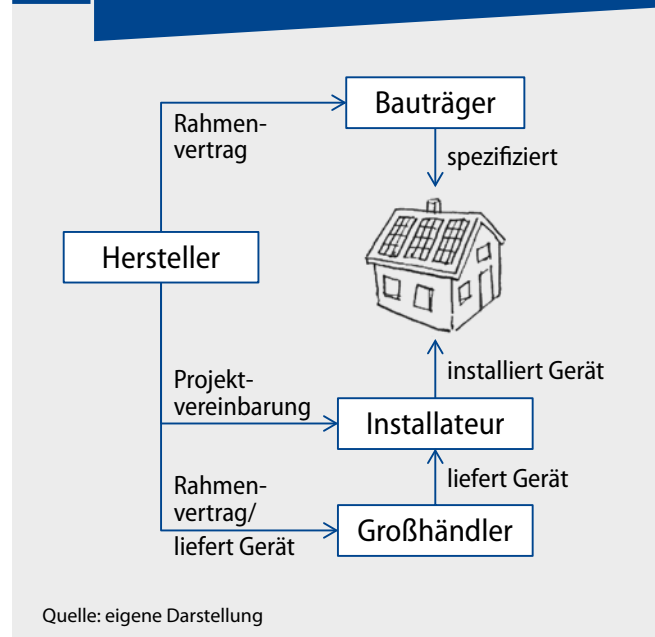 Bauträger
Rahmen-
vertrag
spezifiziert
Hersteller
installiert Gerät
Projekt-
vereinbarung
Installateur
liefert Gerät
Rahmen-
vertrag/
liefert Gerät
Großhändler
Quelle: eigene Darstellung